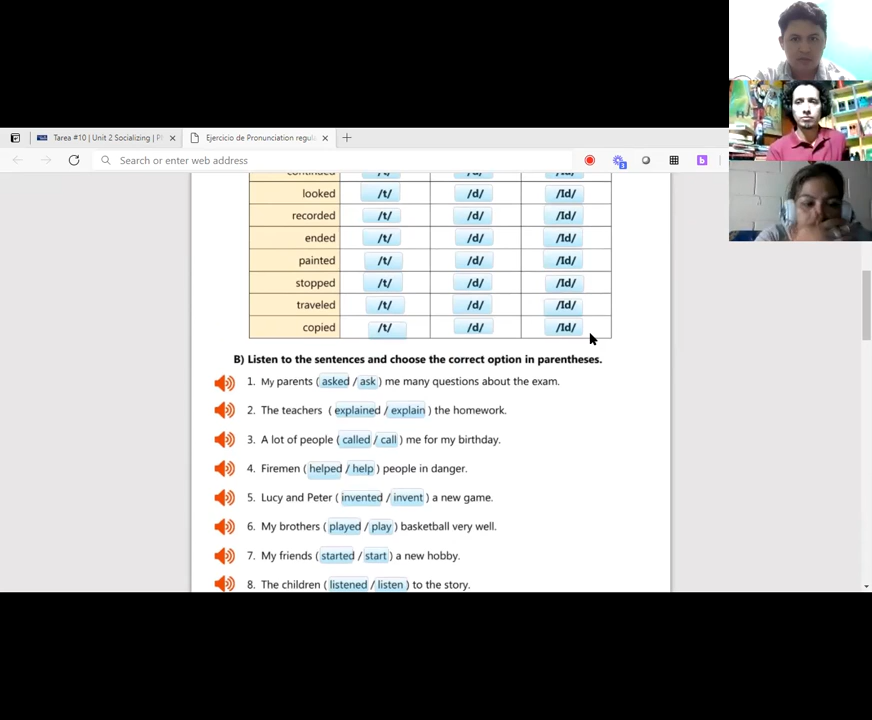 Tarea #10 | Unit 2 Socializing | Pl
Ejercicio de Pronunciation regul
Search or enter web address
continued /t/ /d/ /Id/
looked /t/ /d/ /Id/
recorded /t/ /d/ /Id/
ended /t/ /d/ /Id/
painted /t/ /d/ /Id/
stopped /t/ /d/ /Id/
traveled /t/ /d/ /Id/
copied /t/ /d/ /Id/
B) Listen to the sentences and choose the correct option in parentheses.
1. My parents ( asked / ask ) me many questions about the exam.
2. The teachers ( explained / explain ) the homework.
3. A lot of people ( called / call ) me for my birthday.
4. Firemen ( helped / help ) people in danger.
5. Lucy and Peter ( invented / invent ) a new game.
6. My brothers ( played / play ) basketball very well.
7. My friends ( started / start ) a new hobby.
8. The children ( listened / listen ) to the story.